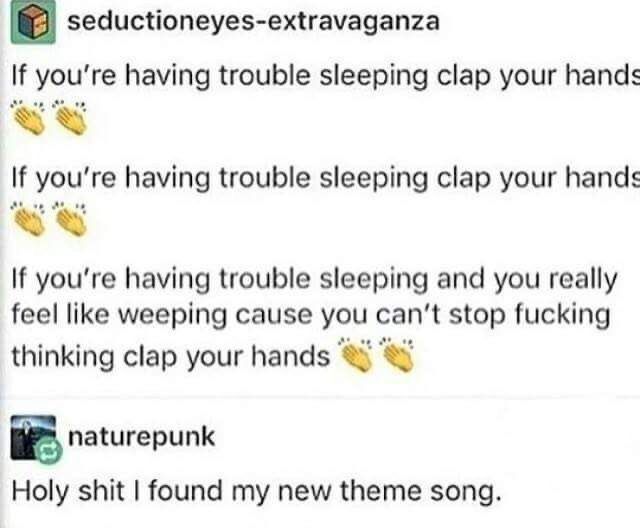 seductioneyes-extravaganza
If you're having trouble sleeping clap your hands
👏👏
If you're having trouble sleeping clap your hands
👏👏
If you're having trouble sleeping and you really
feel like weeping cause you can't stop fucking
thinking clap your hands 👏👏
naturepunk
Holy shit I found my new theme song.